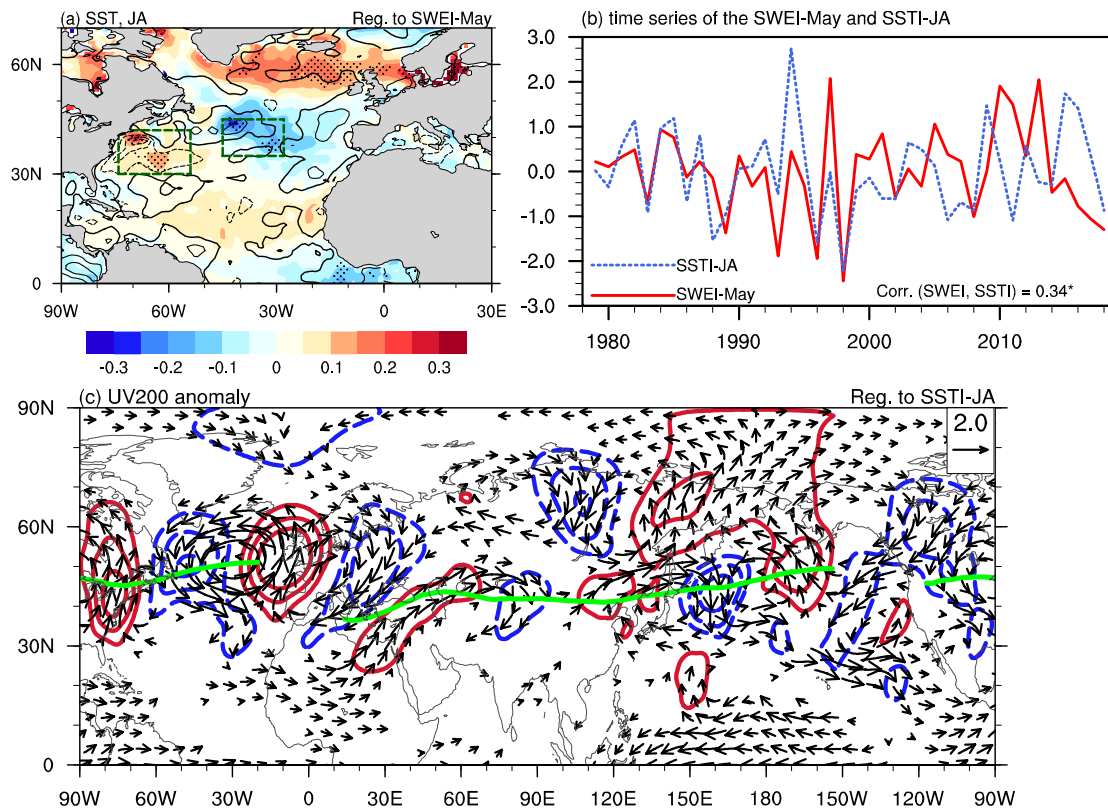 (a) SST, JA Reg. to SWEI-May
60N
30N
0
90W 60W 30W 0 30E
-0.3 -0.2 -0.1 0 0.1 0.2 0.3
(b) time series of the SWEI-May and SSTI-JA
3.0
2.0
1.0
0.0
-1.0
-2.0
-3.0
SSTI-JA
SWEI-May
Corr. (SWEI, SSTI) = 0.34*
1980 1990 2000 2010
(c) UV200 anomaly Reg. to SSTI-JA
2.0
90N
60N
30N
0
90W 60W 30W 0 30E 60E 90E 120E 150E 180 150W 120W 90W